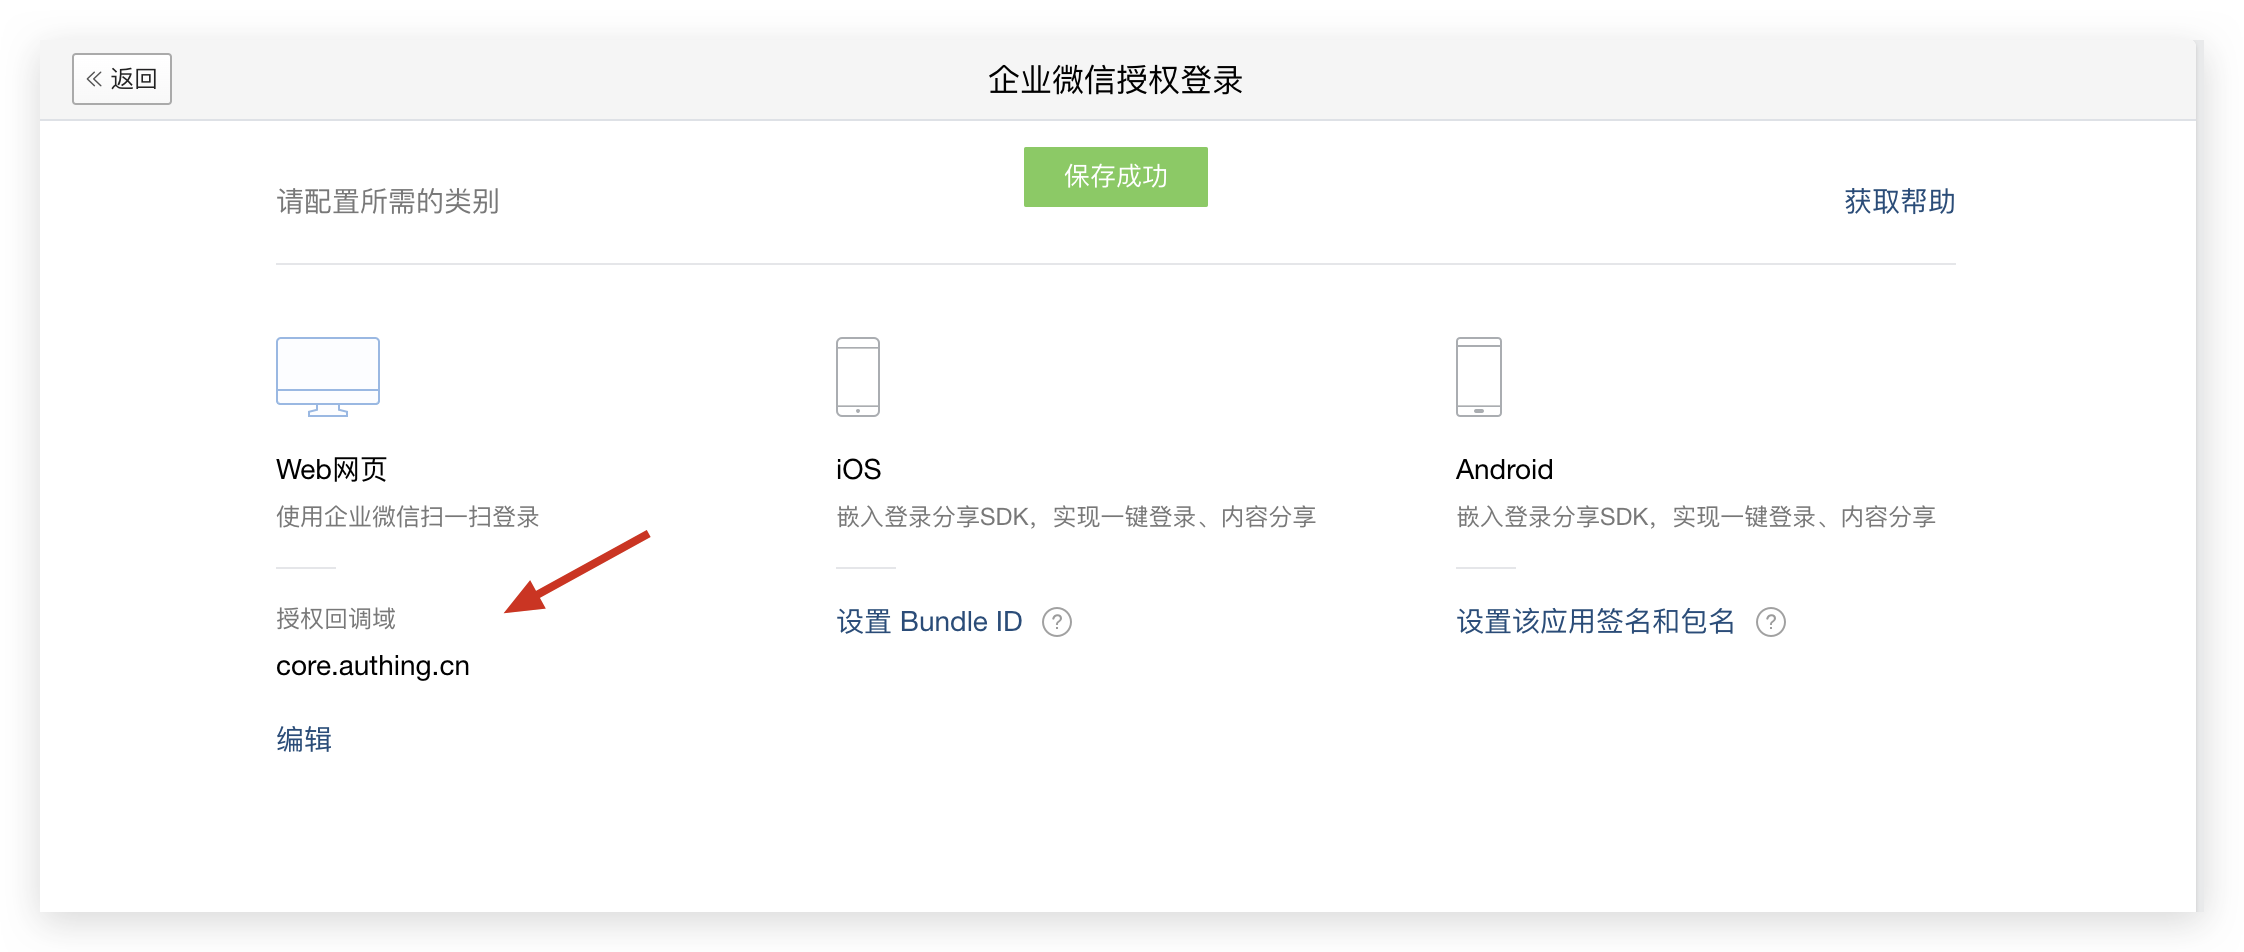 « 返回
企业微信授权登录
保存成功
请配置所需的类别
获取帮助
Web网页
使用企业微信扫一扫登录
授权回调域
core.authing.cn
编辑
iOS
嵌入登录分享SDK，实现一键登录、内容分享
设置 Bundle ID ?
Android
嵌入登录分享SDK，实现一键登录、内容分享
设置该应用签名和包名 ?